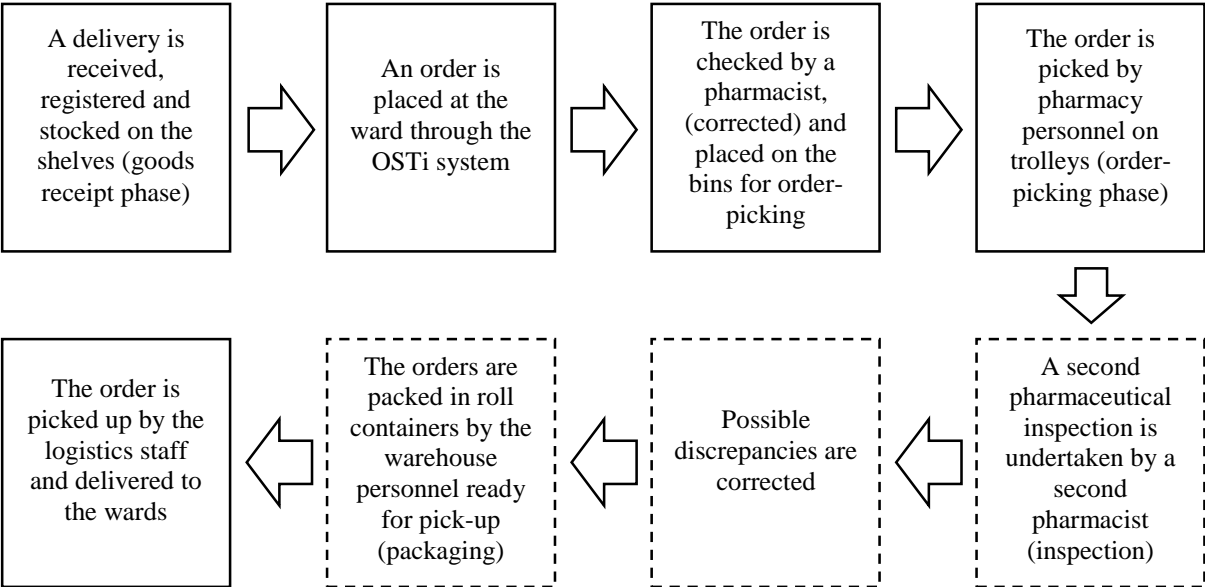 A delivery is
received,
registered and
stocked on the
shelves (goods
receipt phase)
An order is
placed at the
ward through the
OSTi system
The order is
checked by a
pharmacist,
(corrected) and
placed on the
bins for order-
picking
The order is
picked by
pharmacy
personnel on
trolleys (order-
picking phase)
A second
pharmaceutical
inspection is
undertaken by a
second
pharmacist
(inspection)
Possible
discrepancies are
corrected
The orders are
packed in roll
containers by the
warehouse
personnel ready
for pick-up
(packaging)
The order is
picked up by the
logistics staff
and delivered to
the wards